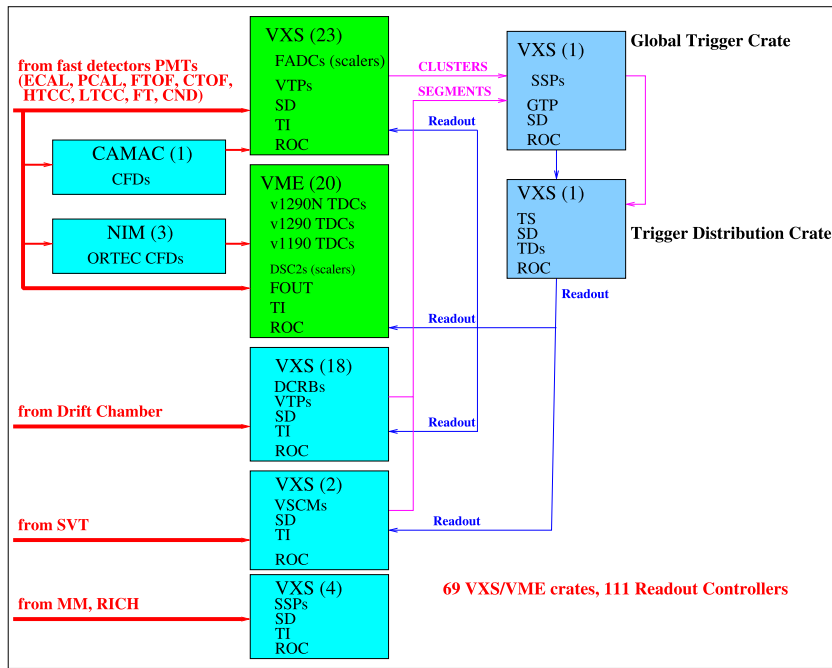 from fast detectors PMTs
(ECAL, PCAL, FTOF, CTOF,
HTCC, LTCC, FT, CND)
VXS (23)
FADCs (scalers)
VTPs
SD
TI
ROC
CLUSTERS
SEGMENTS
Readout
VXS (1)
SSPs
GTP
SD
ROC
Global Trigger Crate
CAMAC (1)
CFDs
NIM (3)
ORTEC CFDs
VME (20)
v1290N TDCs
v1290 TDCs
v1190 TDCs
DSC2s (scalers)
FOUT
TI
ROC
Readout
VXS (1)
TS
SD
TDs
ROC
Trigger Distribution Crate
Readout
from Drift Chamber
VXS (18)
DCRBs
VTPs
SD
TI
ROC
Readout
from SVT
VXS (2)
VSCMs
SD
TI
ROC
Readout
from MM, RICH
VXS (4)
SSPs
SD
TI
ROC
69 VXS/VME crates, 111 Readout Controllers